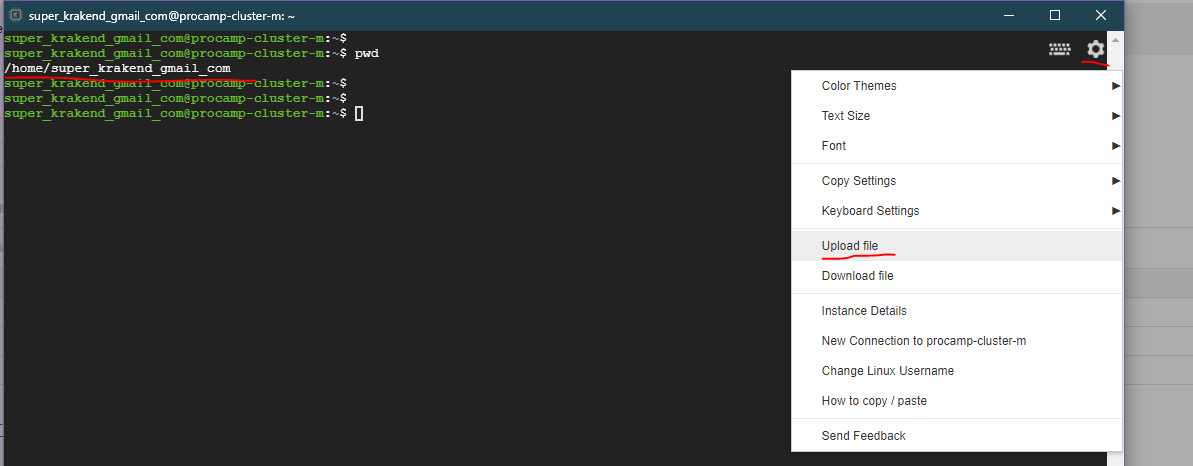 super_krakend_gmail_com@procamp-cluster-m: ~
super_krakend_gmail_com@procamp-cluster-m:~$
super_krakend_gmail_com@procamp-cluster-m:~$ pwd
/home/super_krakend_gmail_com
super_krakend_gmail_com@procamp-cluster-m:~$
super_krakend_gmail_com@procamp-cluster-m:~$
super_krakend_gmail_com@procamp-cluster-m:~$
Color Themes
Text Size
Font
Copy Settings
Keyboard Settings
Upload file
Download file
Instance Details
New Connection to procamp-cluster-m
Change Linux Username
How to copy / paste
Send Feedback